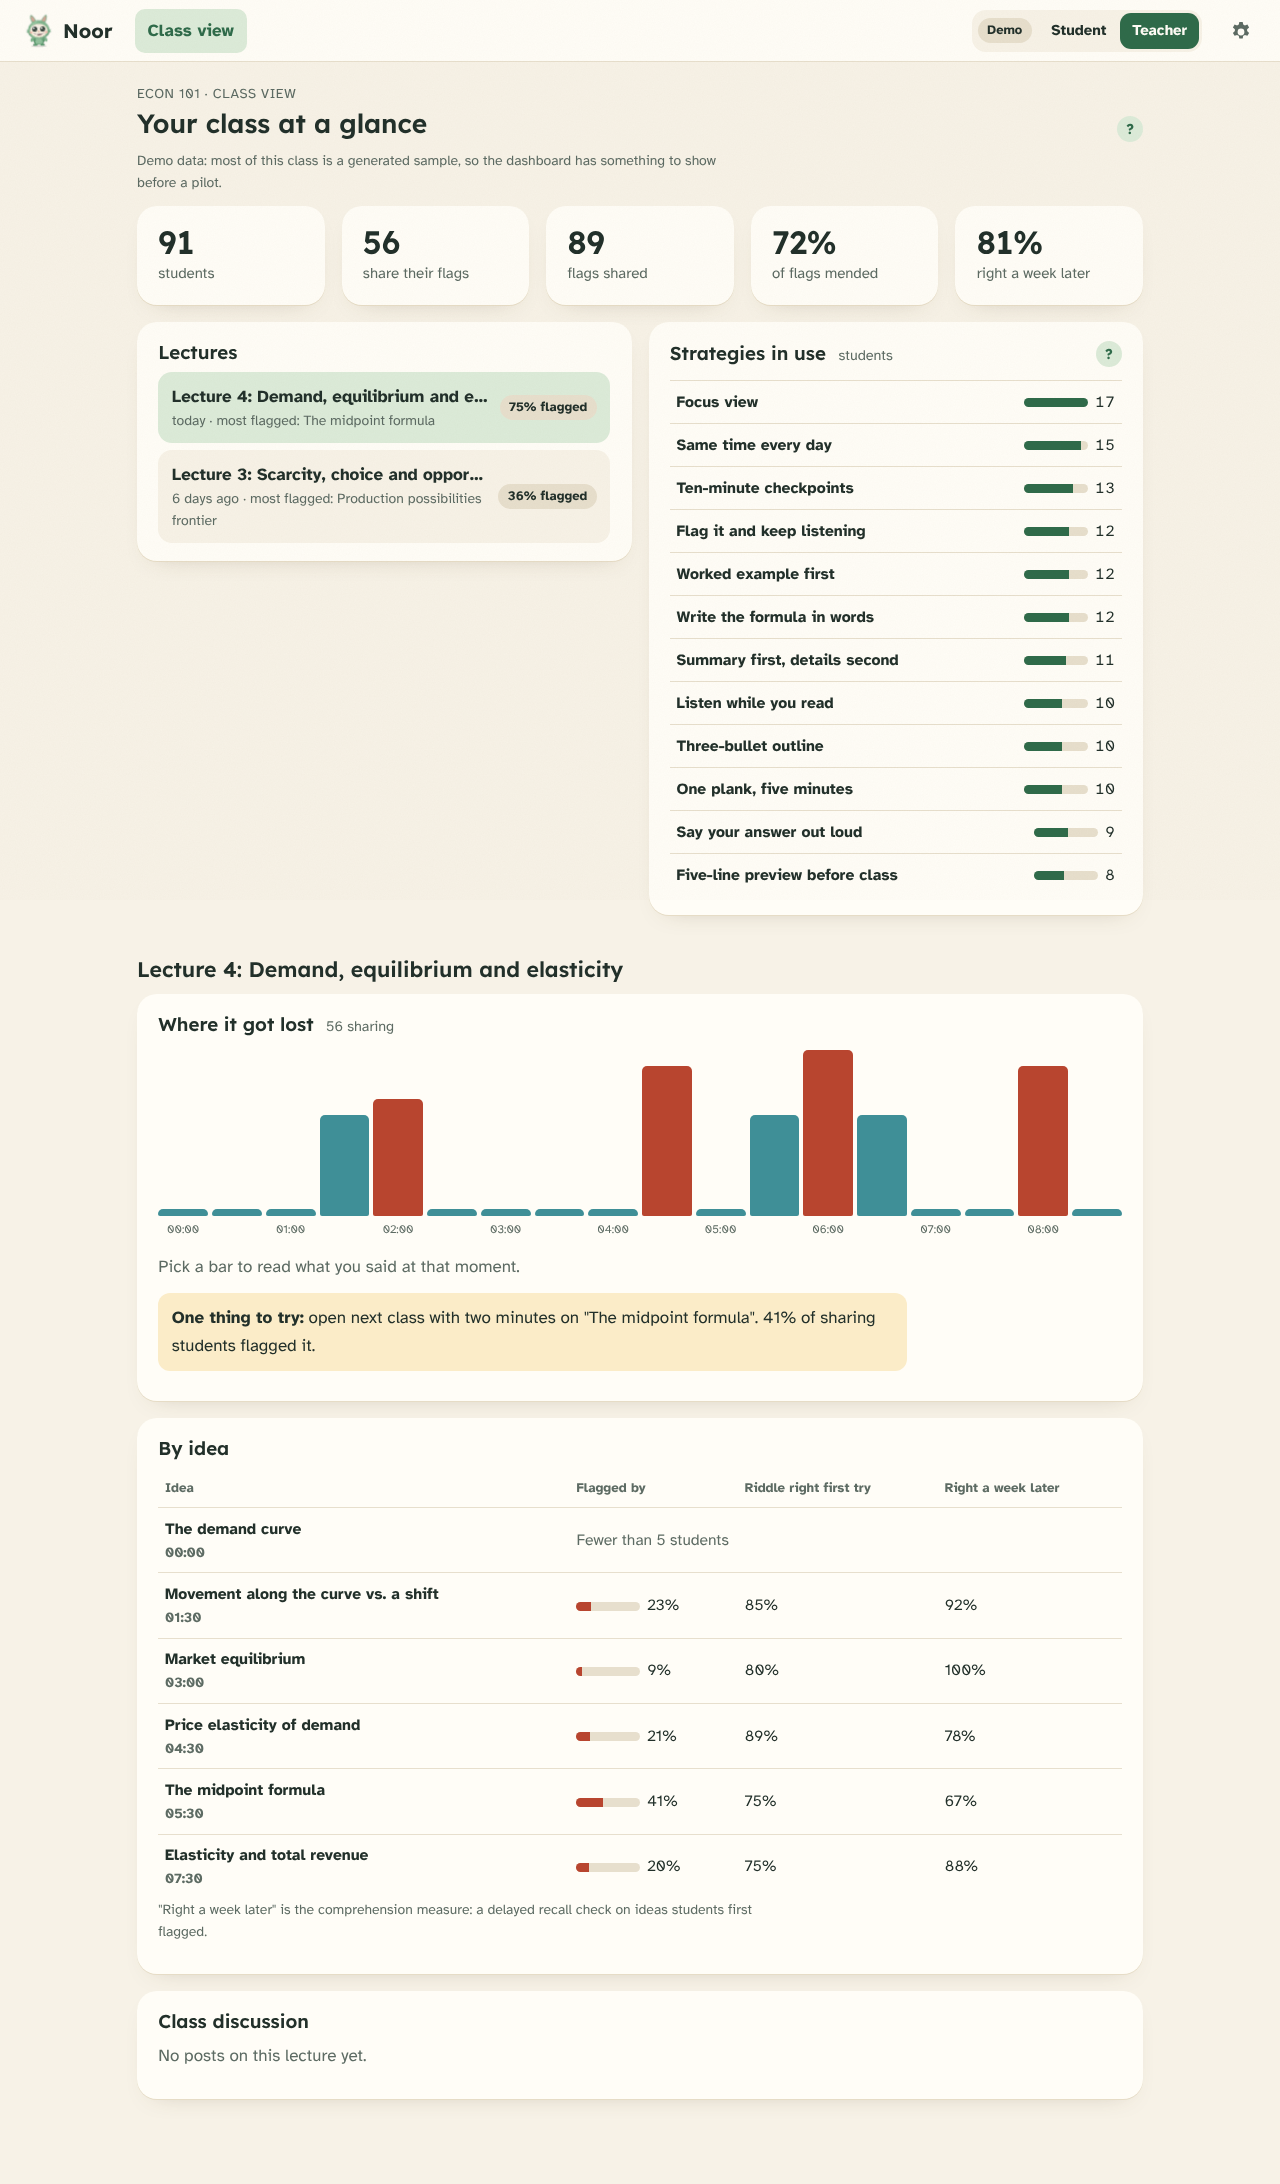 Noor
Class view
Demo
Student
Teacher
ECON 101 · CLASS VIEW
Your class at a glance
?
Demo data: most of this class is a generated sample, so the dashboard has something to show
before a pilot.
91
students
56
share their flags
89
flags shared
72%
of flags mended
81%
right a week later
Lectures
Lecture 4: Demand, equilibrium and e...
today · most flagged: The midpoint formula
75% flagged
Lecture 3: Scarcity, choice and oppor...
6 days ago · most flagged: Production possibilities
frontier
36% flagged
Strategies in use students
?
Focus view 17
Same time every day 15
Ten-minute checkpoints 13
Flag it and keep listening 12
Worked example first 12
Write the formula in words 12
Summary first, details second 11
Listen while you read 10
Three-bullet outline 10
One plank, five minutes 10
Say your answer out loud 9
Five-line preview before class 8
Lecture 4: Demand, equilibrium and elasticity
Where it got lost 56 sharing
00:00 01:00 02:00 03:00 04:00 05:00 06:00 07:00 08:00
Pick a bar to read what you said at that moment.
One thing to try: open next class with two minutes on "The midpoint formula". 41% of sharing
students flagged it.
By idea
Idea Flagged by Riddle right first try Right a week later
The demand curve
00:00
Fewer than 5 students
Movement along the curve vs. a shift
01:30
23% 85% 92%
Market equilibrium
03:00
9% 80% 100%
Price elasticity of demand
04:30
21% 89% 78%
The midpoint formula
05:30
41% 75% 67%
Elasticity and total revenue
07:30
20% 75% 88%
"Right a week later" is the comprehension measure: a delayed recall check on ideas students first
flagged.
Class discussion
No posts on this lecture yet.